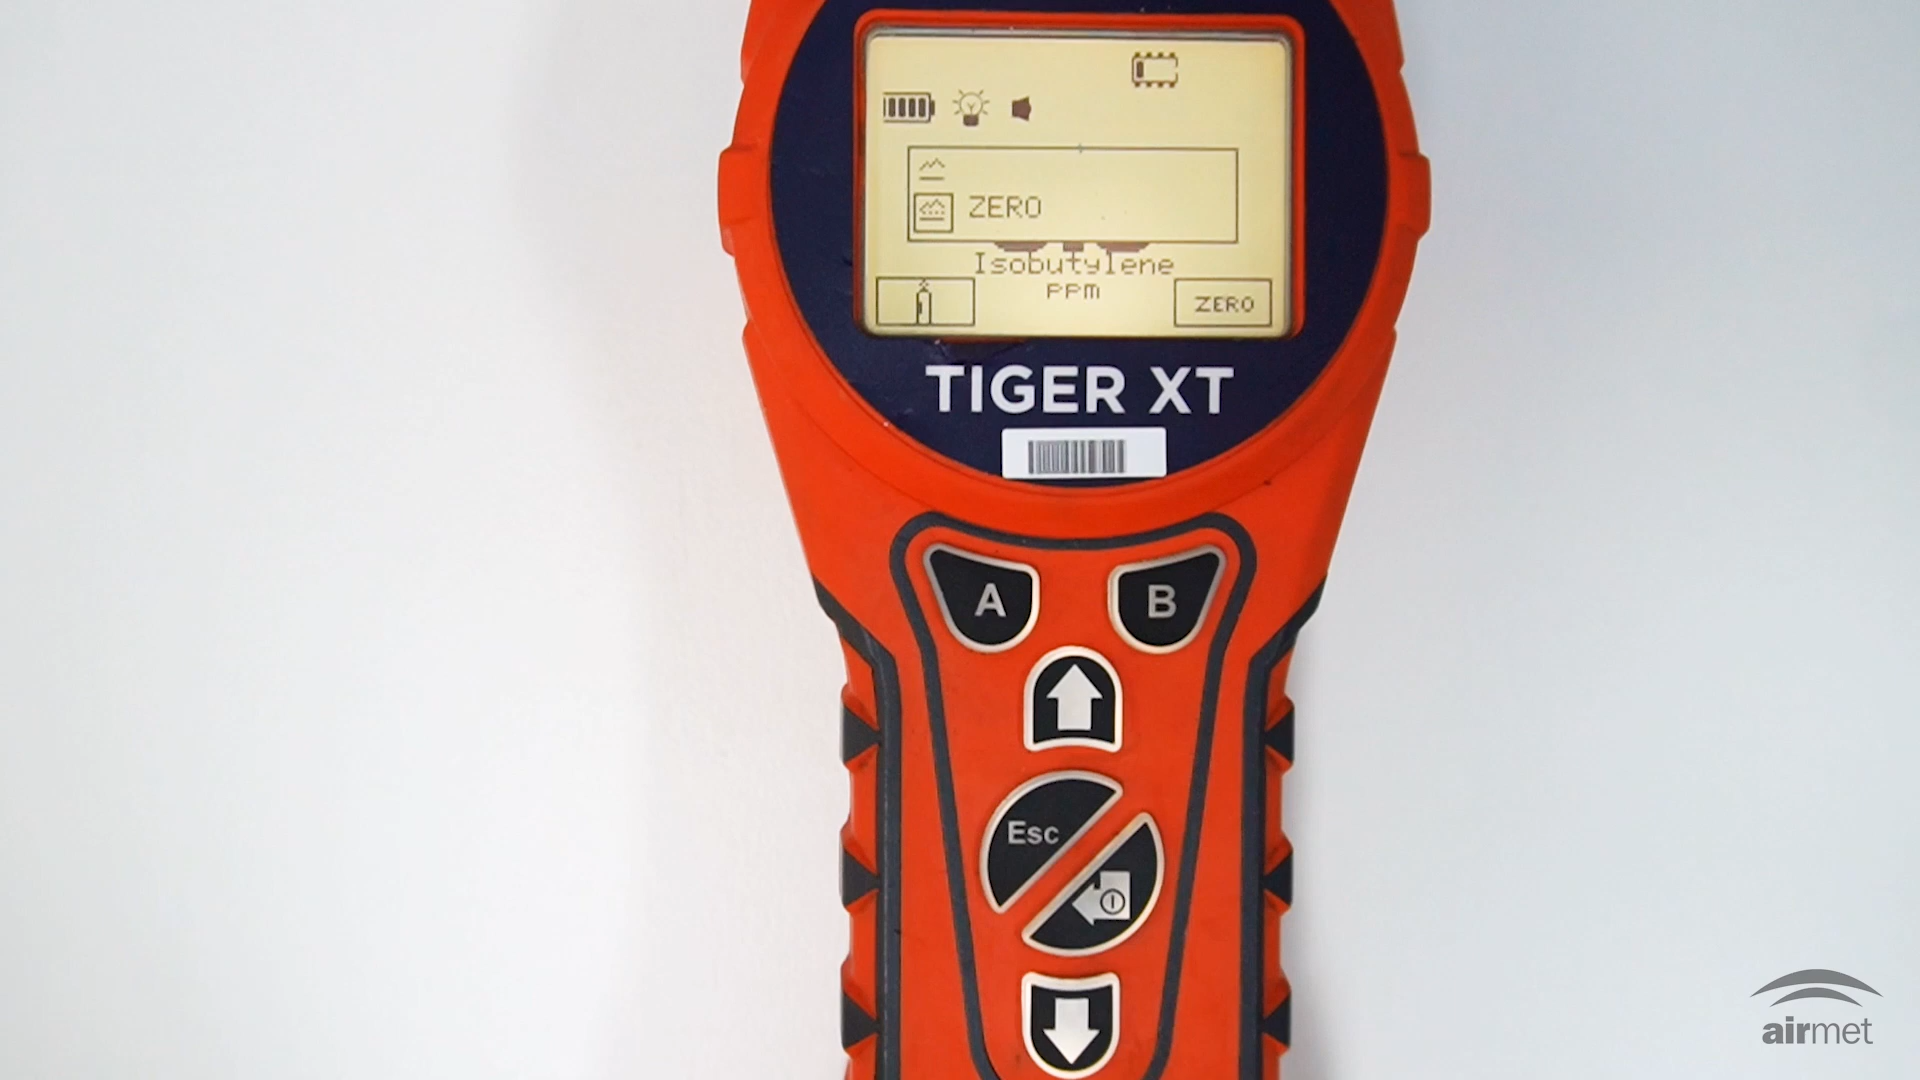 ZERO
Isobutylene
ppm
ZERO
TIGER XT
A
B
Esc
airmet